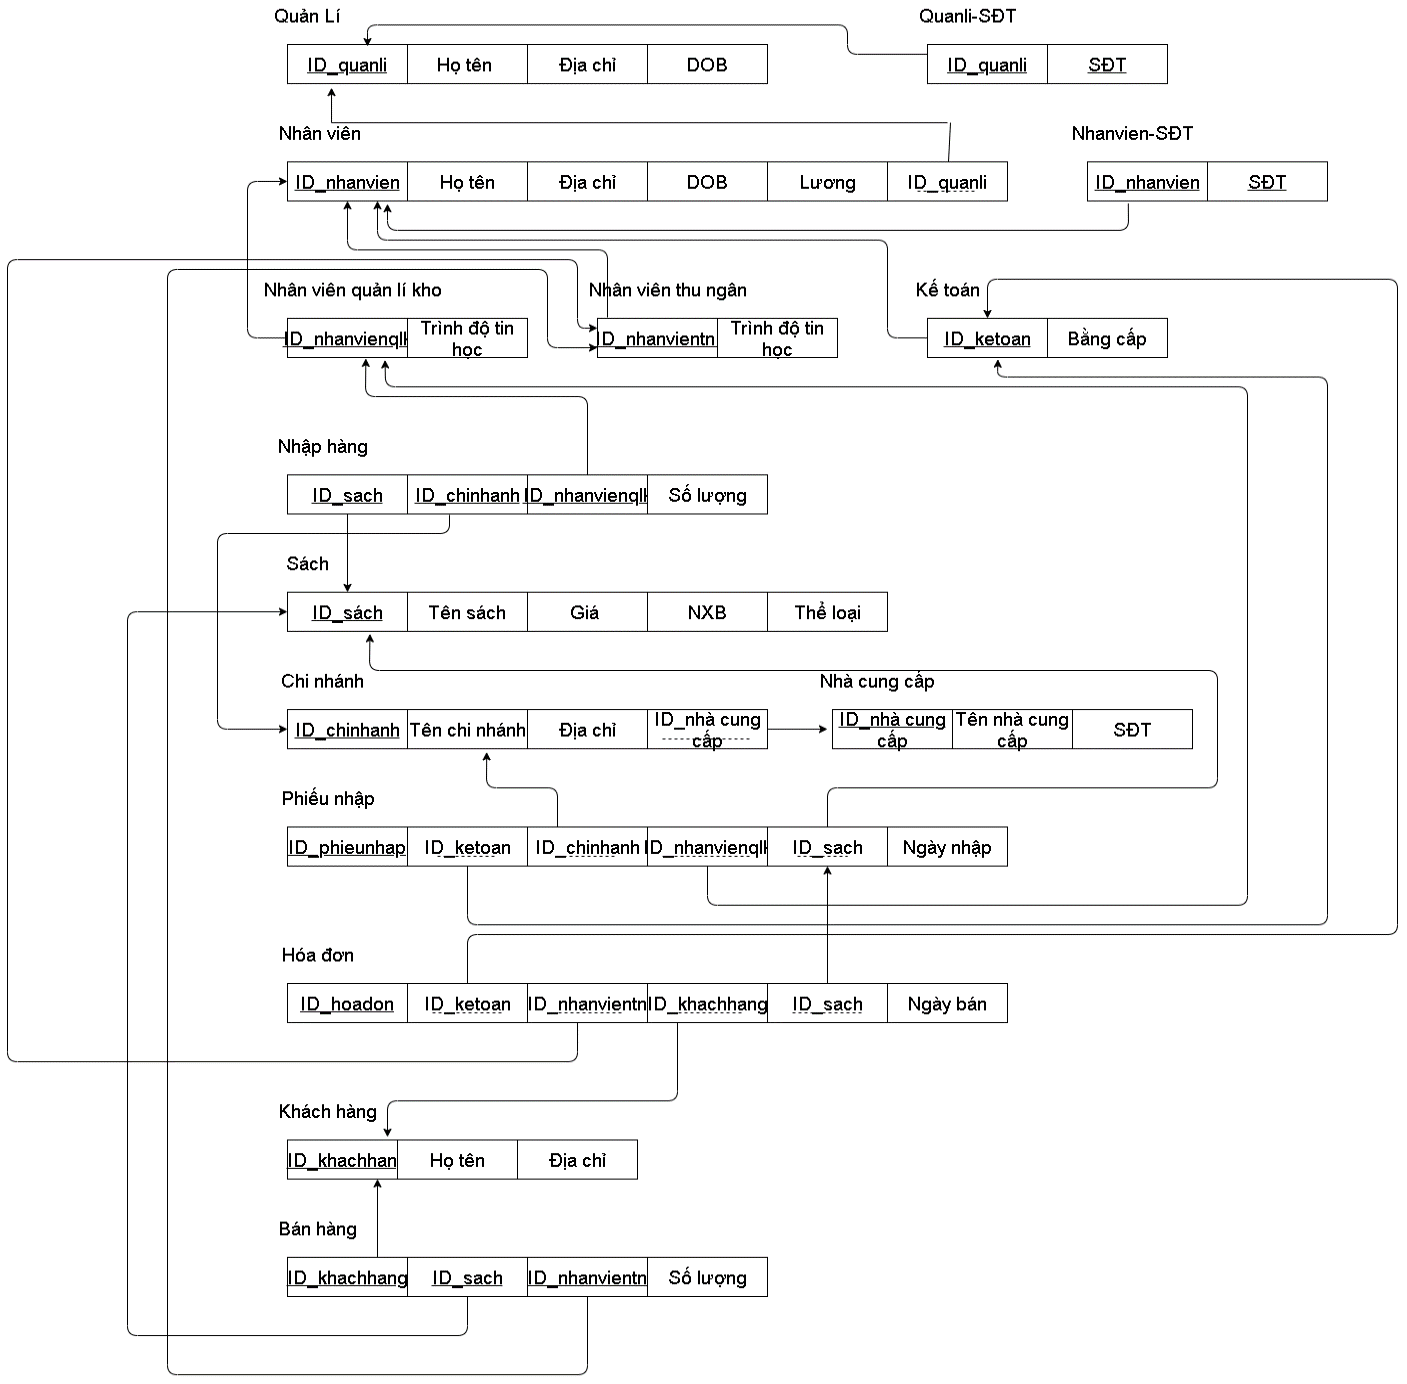 Quản Lí
Quanli-SĐT
ID_quanli Họ tên Địa chỉ DOB
ID_quanli SĐT
Nhân viên
Nhanvien-SĐT
ID_nhanvien Họ tên Địa chỉ DOB Lương ID_quanli
ID_nhanvien SĐT
Nhân viên quản lí kho
Nhân viên thu ngân
Kế toán
ID_nhanvienqlk Trình độ tin
học
ID_nhanvientn Trình độ tin
học
ID_ketoan Bằng cấp
Nhập hàng
ID_sach ID_chinhanh ID_nhanvienqlk Số lượng
Sách
ID_sách Tên sách Giá NXB Thể loại
Chi nhánh
Nhà cung cấp
ID_chinhanh Tên chi nhánh Địa chỉ ID_nhà cung
cấp
ID_nhà cung
cấp
Tên nhà cung
cấp
SĐT
Phiếu nhập
ID_phieunhap ID_ketoan ID_chinhanh ID_nhanvienqlk ID_sach Ngày nhập
Hóa đơn
ID_hoadon ID_ketoan ID_nhanvientn ID_khachhang ID_sach Ngày bán
Khách hàng
ID_khachhan Họ tên Địa chỉ
Bán hàng
ID_khachhang ID_sach ID_nhanvientn Số lượng